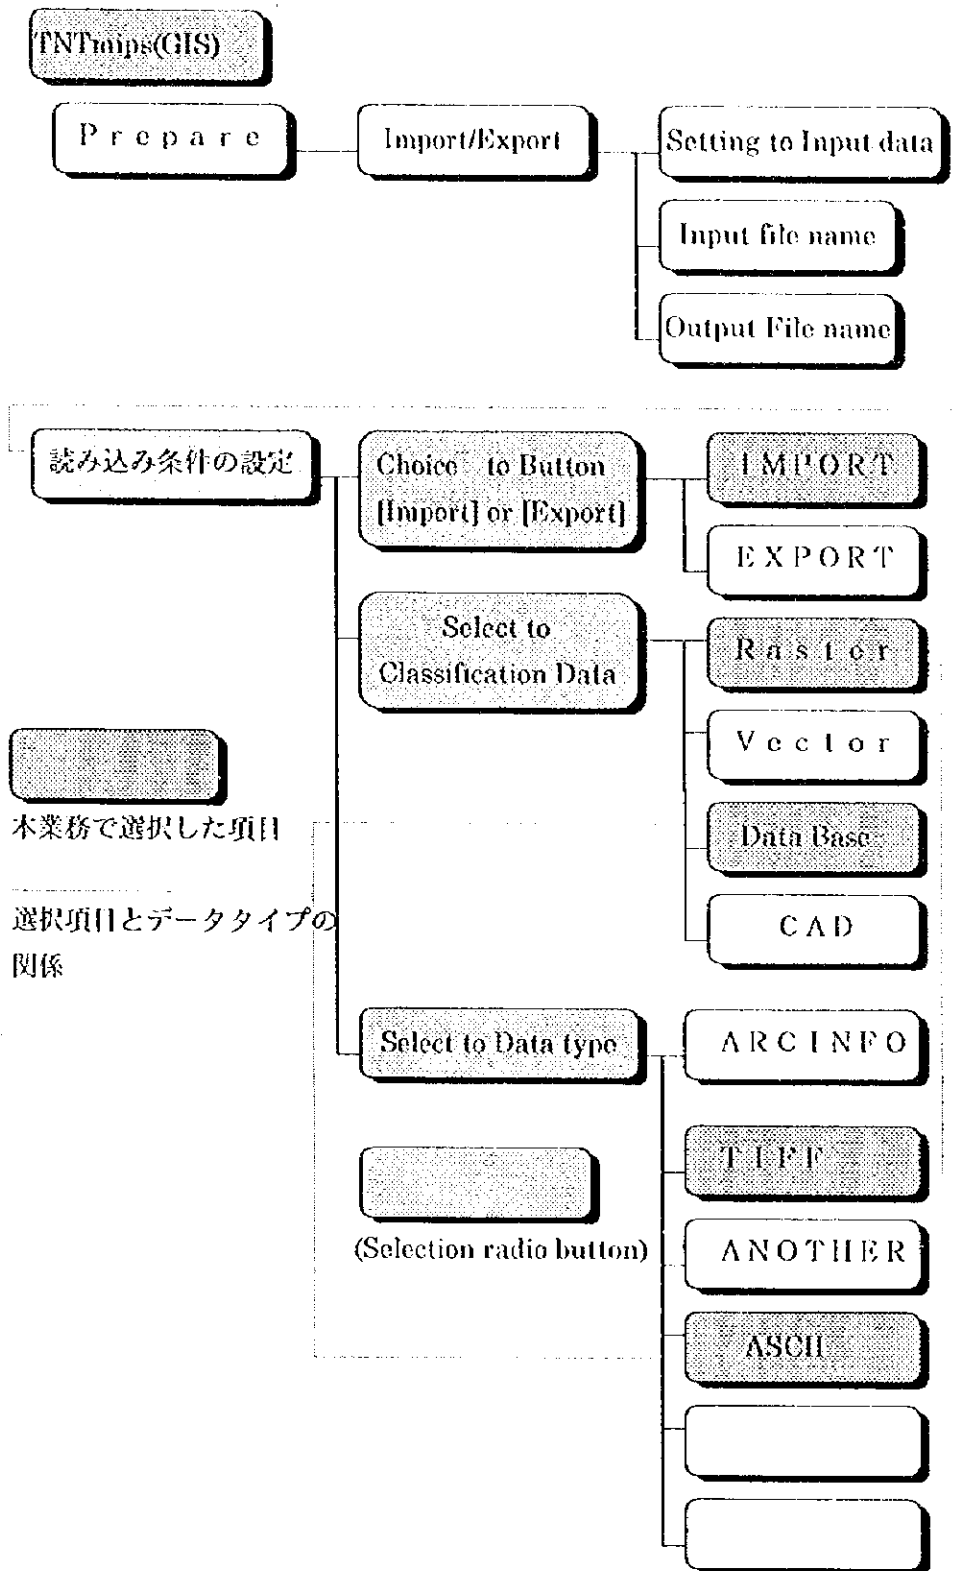 TNTmips(GIS)
Prepare
Import/Export
Setting to Input data
Input file name
Output File name
読み込み条件の設定
Choice to Button
[Import] or [Export]
IMPORT
EXPORT
Select to
Classification Data
Raster
Vector
Data Base
CAD
本業務で選択した項目
選択項目とデータタイプの
関係
Select to Data type
ARCINFO
TIFF
(Selection radio button)
ANOTHER
ASCII